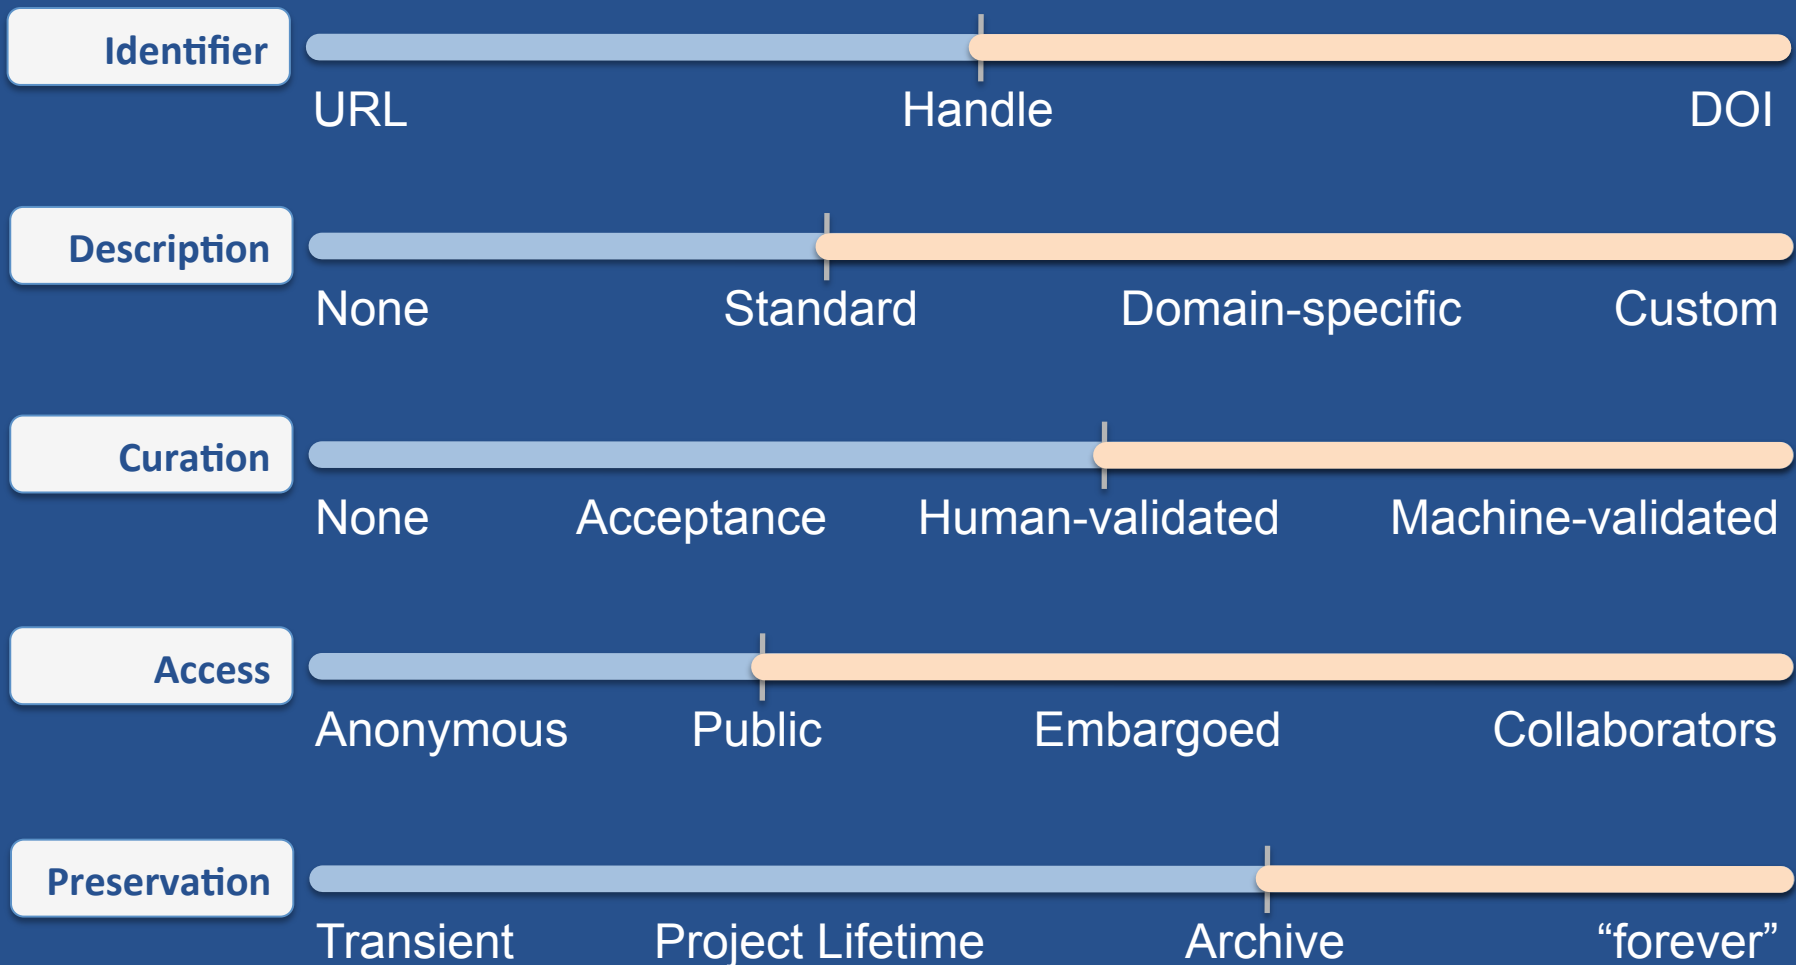 Identifier
URL Handle DOI
Description
None Standard Domain-specific Custom
Curation
None Acceptance Human-validated Machine-validated
Access
Anonymous Public Embargoed Collaborators
Preservation
Transient Project Lifetime Archive “forever”